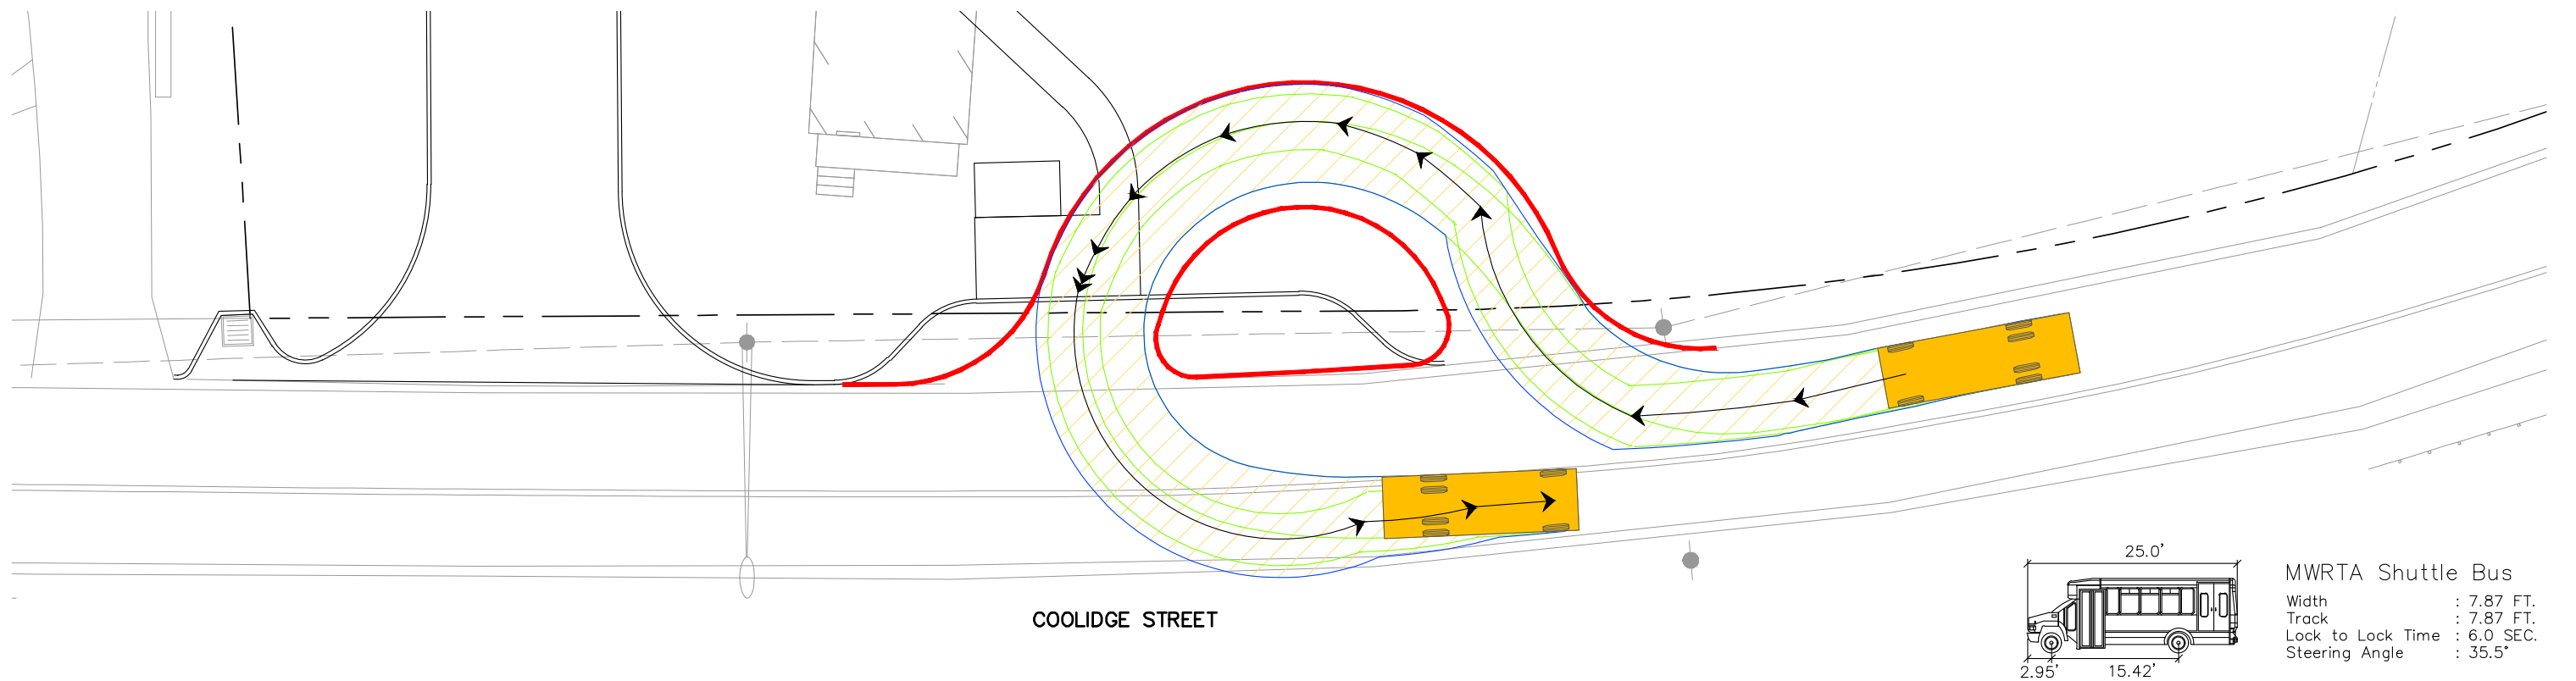 COOLIDGE STREET
25.0'
2.95'
15.42'
MWRTA Shuttle Bus
Width : 7.87 FT.
Track : 7.87 FT.
Lock to Lock Time : 6.0 SEC.
Steering Angle : 35.5°